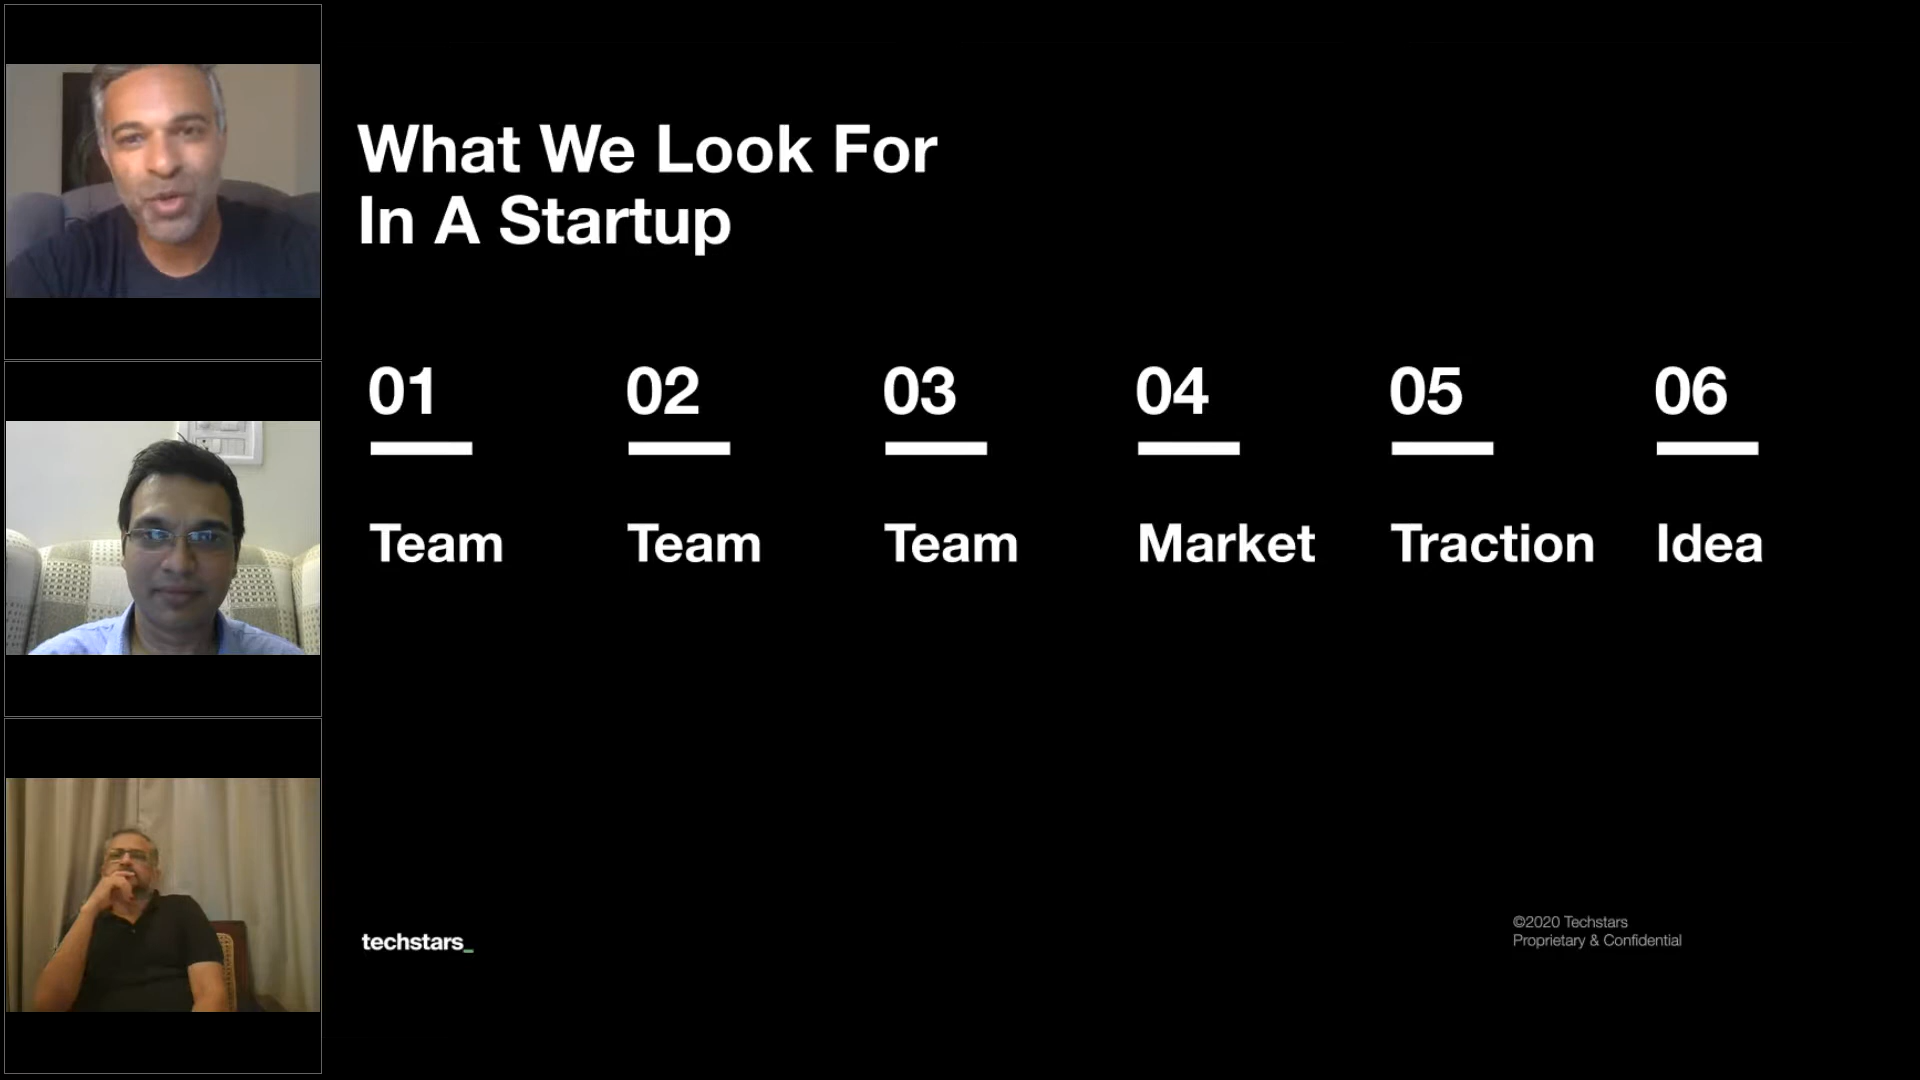 What We Look For
In A Startup
01
02
03
04
05
06
Team
Team
Team
Market
Traction
Idea
techstars_
©2020 Techstars
Proprietary & Confidential